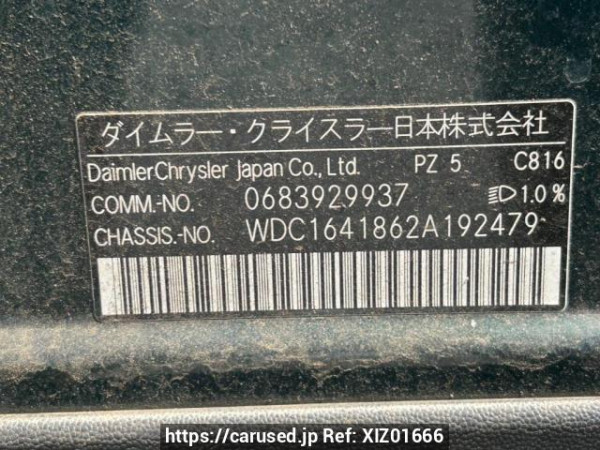 ダイムラー・クライスラー日本株式会社
DaimlerChrysler Japan Co., Ltd. PZ 5 C816
COMM.-NO. 0683929937 1.0%
CHASSIS.-NO. WDC1641862A192479
https://carused.jp Ref: XIZ01666